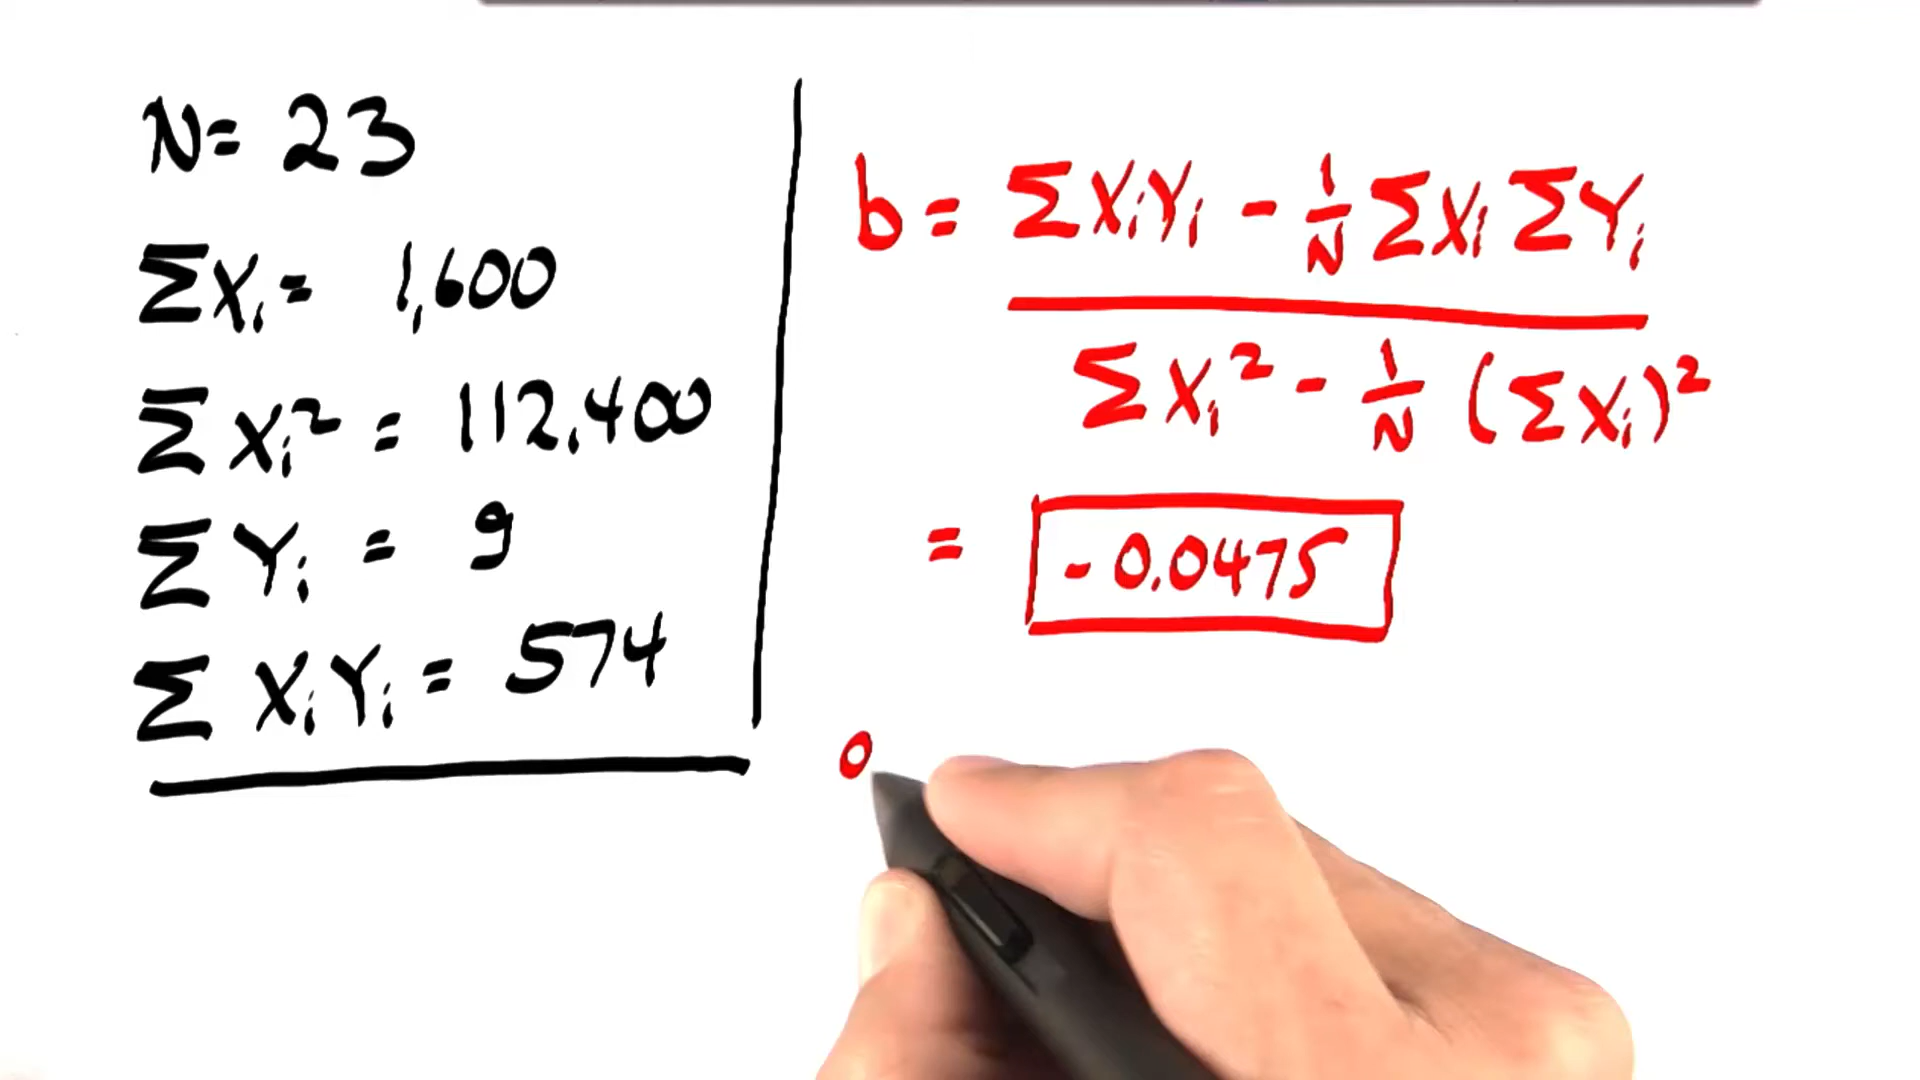 N= 23
Σxᵢ = 1,600
Σxᵢ² = 112,400
ΣYᵢ = 9
ΣXᵢYᵢ = 574
b = ΣXᵢYᵢ - 1/N ΣXᵢ ΣYᵢ
ΣXᵢ² - 1/N (ΣXᵢ)²
= -0.0475
o